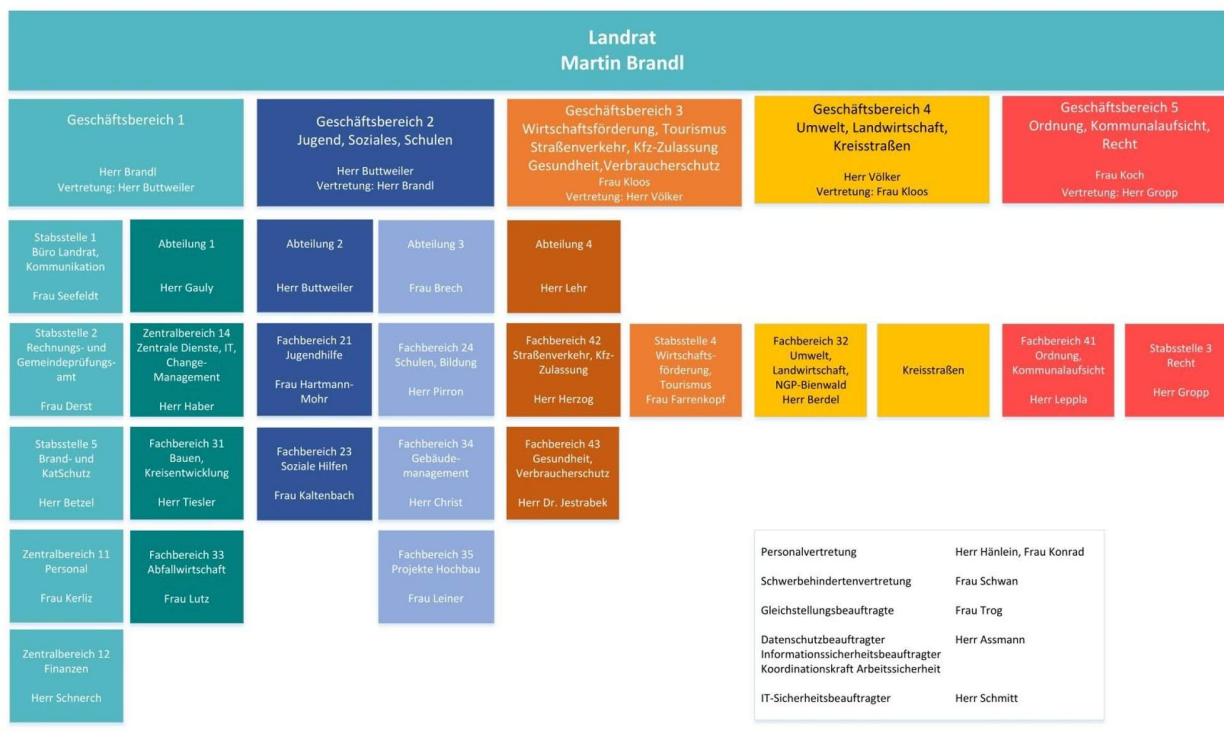 Landrat
Martin Brandl
Geschäftsbereich 1
Herr Brandl
Vertretung: Herr Buttweiler
Geschäftsbereich 2
Jugend, Soziales, Schulen
Herr Buttweiler
Vertretung: Herr Brandl
Geschäftsbereich 3
Wirtschaftsförderung, Tourismus
Straßenverkehr, Kfz-Zulassung
Gesundheit,Verbraucherschutz
Frau Kloos
Vertretung: Herr Völker
Geschäftsbereich 4
Umwelt, Landwirtschaft,
Kreisstraßen
Herr Völker
Vertretung: Frau Kloos
Geschäftsbereich 5
Ordnung, Kommunalaufsicht,
Recht
Frau Koch
Vertretung: Herr Gropp
Stabsstelle 1
Büro Landrat,
Kommunikation
Frau Seefeldt
Abteilung 1
Herr Gauly
Abteilung 2
Herr Buttweiler
Abteilung 3
Frau Brech
Abteilung 4
Herr Lehr
Stabsstelle 2
Rechnungs- und
Gemeindeprüfungs-
amt
Frau Derst
Zentralbereich 14
Zentrale Dienste, IT,
Change-
Management
Herr Haber
Fachbereich 21
Jugendhilfe
Frau Hartmann-
Mohr
Fachbereich 24
Schulen, Bildung
Herr Pirron
Fachbereich 42
Straßenverkehr, Kfz-
Zulassung
Herr Herzog
Stabsstelle 4
Wirtschafts-
förderung,
Tourismus
Frau Farrenkopf
Fachbereich 32
Umwelt,
Landwirtschaft,
NGP-Bienwald
Herr Berdel
Kreisstraßen
Fachbereich 41
Ordnung,
Kommunalaufsicht
Herr Leppla
Stabsstelle 3
Recht
Herr Gropp
Stabsstelle 5
Brand- und
KatSchutz
Herr Betzel
Fachbereich 31
Bauen,
Kreisentwicklung
Herr Tiesler
Fachbereich 23
Soziale Hilfen
Frau Kaltenbach
Fachbereich 34
Gebäude-
management
Herr Christ
Fachbereich 43
Gesundheit,
Verbraucherschutz
Herr Dr. Jestrabek
Zentralbereich 11
Personal
Frau Kerliz
Fachbereich 33
Abfallwirtschaft
Frau Lutz
Fachbereich 35
Projekte Hochbau
Frau Leiner
Zentralbereich 12
Finanzen
Herr Schnerch
Personalvertretung Herr Hänlein, Frau Konrad
Schwerbehindertenvertretung Frau Schwan
Gleichstellungsbeauftragte Frau Trog
Datenschutzbeauftragter Herr Assmann
Informationssicherheitsbeauftragter
Koordinationskraft Arbeitssicherheit
IT-Sicherheitsbeauftragter Herr Schmitt